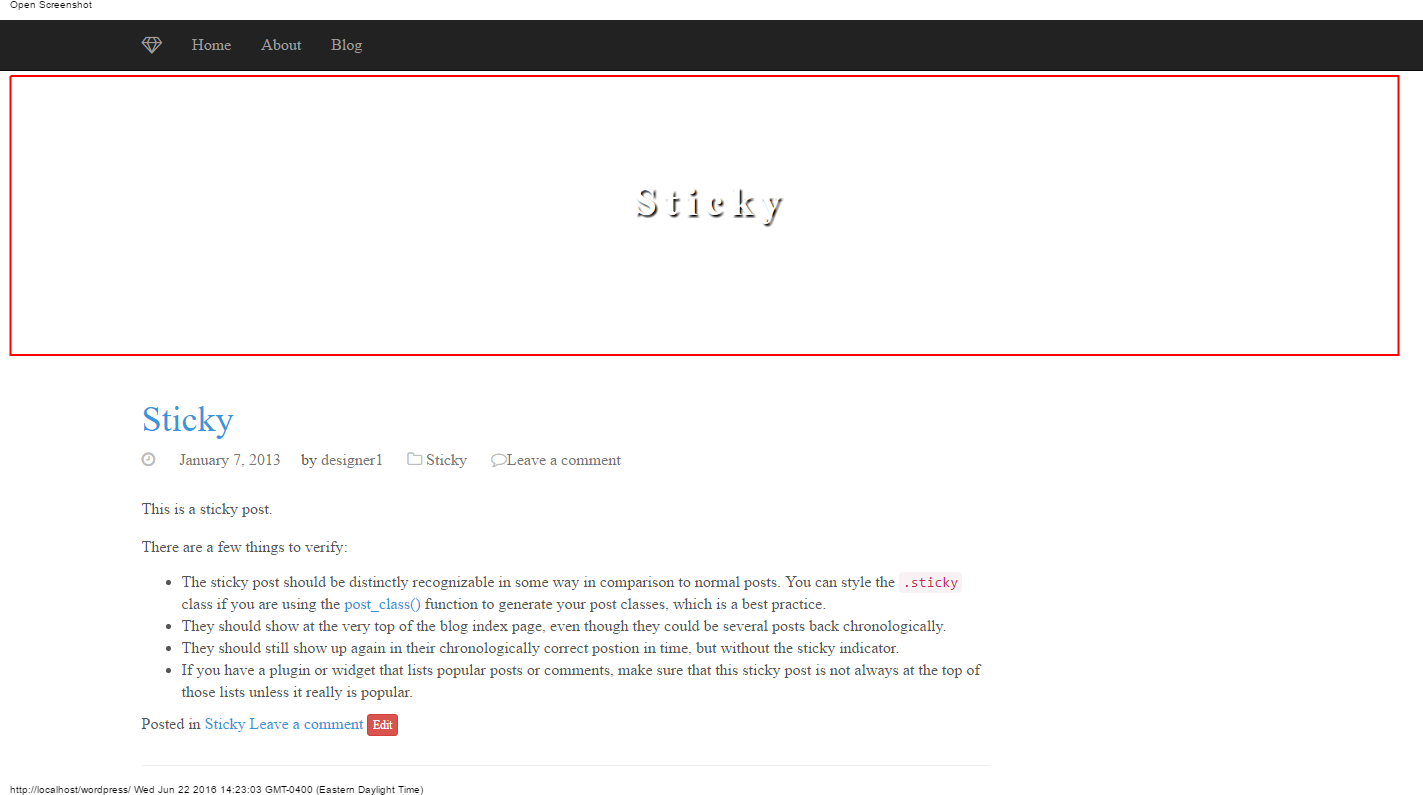 Open Screenshot
Home About Blog
Sticky
Sticky
January 7, 2013 by designer1 Sticky Leave a comment
This is a sticky post.
There are a few things to verify:
• The sticky post should be distinctly recognizable in some way in comparison to normal posts. You can style the .sticky
class if you are using the post_class() function to generate your post classes, which is a best practice.
• They should show at the very top of the blog index page, even though they could be several posts back chronologically.
• They should still show up again in their chronologically correct postion in time, but without the sticky indicator.
• If you have a plugin or widget that lists popular posts or comments, make sure that this sticky post is not always at the top of
those lists unless it really is popular.
Posted in Sticky Leave a comment Edit
http://localhost/wordpress/ Wed Jun 22 2016 14:23:03 GMT-0400 (Eastern Daylight Time)